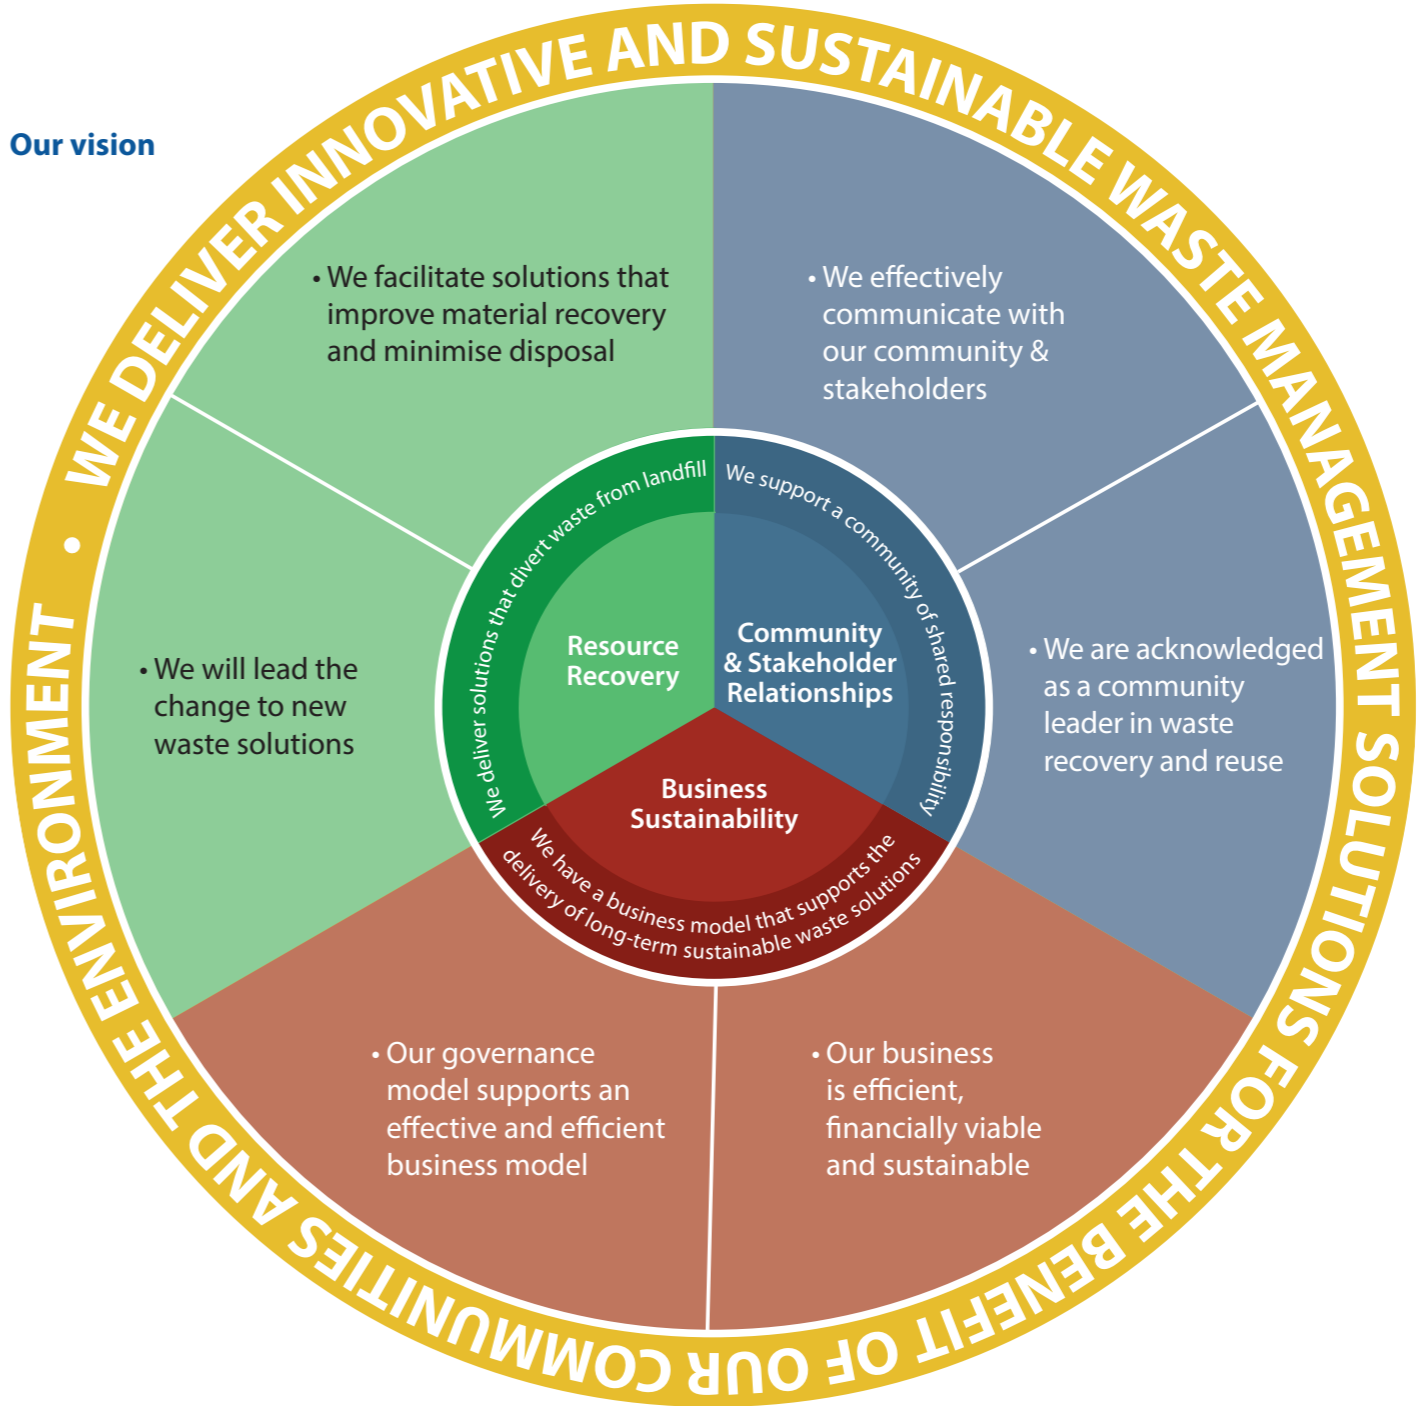 Our vision
WE DELIVER INNOVATIVE AND SUSTAINABLE WASTE MANAGEMENT SOLUTIONS FOR THE BENEFIT OF OUR COMMUNITIES AND THE ENVIRONMENT •
• We facilitate solutions that
improve material recovery
and minimise disposal
• We effectively
communicate with
our community &
stakeholders
• We will lead the
change to new
waste solutions
• We are acknowledged
as a community
leader in waste
recovery and reuse
• Our governance
model supports an
effective and efficient
business model
• Our business
is efficient,
financially viable
and sustainable
We deliver solutions that divert waste from landfill
Resource
Recovery
We support a community of shared responsibility
Community
& Stakeholder
Relationships
Business
Sustainability
We have a business model that supports the
delivery of long-term sustainable waste solutions